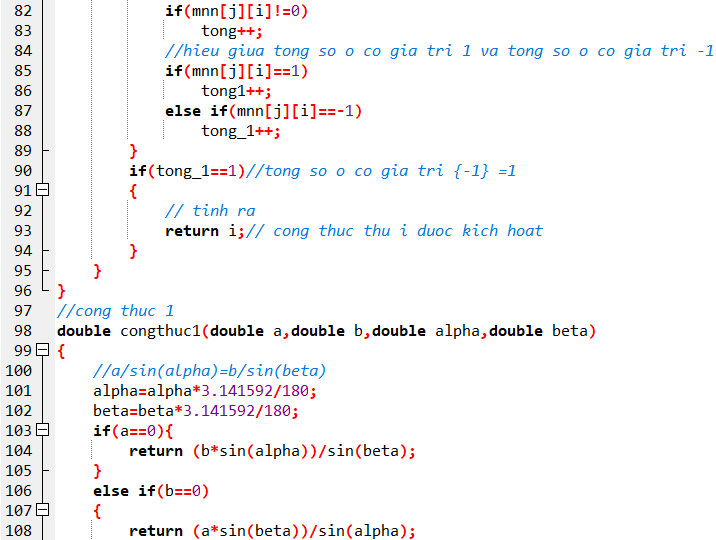 82 if(mnn[j][i]!=0)
83 tong++;
84 //hieu giua tong so o co gia tri 1 va tong so o co gia tri -1
85 if(mnn[j][i]==1)
86 tong1++;
87 else if(mnn[j][i]==-1)
88 tong_1++;
89 }
90 if(tong_1==1)//tong so o co gia tri {-1} =1
91 {
92 // tinh ra
93 return i;// cong thuc thu i duoc kich hoat
94 }
95 }
96 }
97 //cong thuc 1
98 double congthuc1(double a,double b,double alpha,double beta)
99 {
100 //a/sin(alpha)=b/sin(beta)
101 alpha=alpha*3.141592/180;
102 beta=beta*3.141592/180;
103 if(a==0){
104 return (b*sin(alpha))/sin(beta);
105 }
106 else if(b==0)
107 {
108 return (a*sin(beta))/sin(alpha);